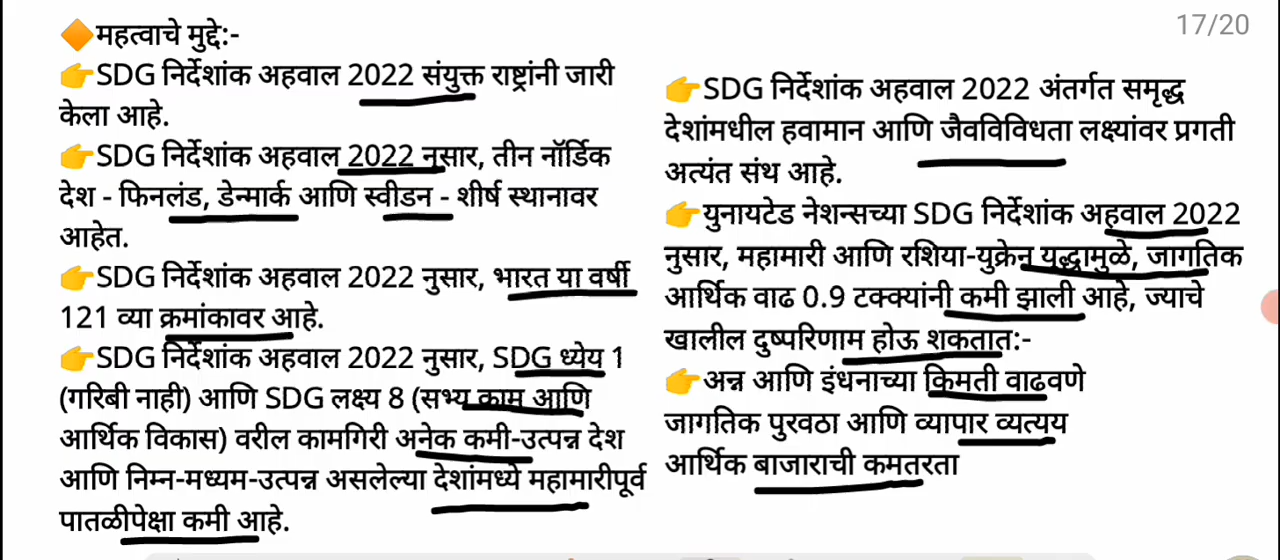 17/20
🔶महत्वाचे मुद्दे:-
👉SDG निर्देशांक अहवाल 2022 संयुक्त राष्ट्रांनी जारी
केला आहे.
👉SDG निर्देशांक अहवाल 2022 नुसार, तीन नॉर्डिक
देश - फिनलंड, डेन्मार्क आणि स्वीडन - शीर्ष स्थानावर
आहेत.
👉SDG निर्देशांक अहवाल 2022 नुसार, भारत या वर्षी
121 व्या क्रमांकावर आहे.
👉SDG निर्देशांक अहवाल 2022 नुसार, SDG ध्येय 1
(गरिबी नाही) आणि SDG लक्ष्य 8 (सभ्य काम आणि
आर्थिक विकास) वरील कामगिरी अनेक कमी-उत्पन्न देश
आणि निम्न-मध्यम-उत्पन्न असलेल्या देशांमध्ये महामारीपूर्व
पातळीपेक्षा कमी आहे.
👉SDG निर्देशांक अहवाल 2022 अंतर्गत समृद्ध
देशांमधील हवामान आणि जैवविविधता लक्ष्यांवर प्रगती
अत्यंत संथ आहे.
👉युनायटेड नेशन्सच्या SDG निर्देशांक अहवाल 2022
नुसार, महामारी आणि रशिया-युक्रेन युद्धामुळे, जागतिक
आर्थिक वाढ 0.9 टक्क्यांनी कमी झाली आहे, ज्याचे
खालील दुष्परिणाम होऊ शकतात:-
👉अन्न आणि इंधनाच्या किमती वाढवणे
जागतिक पुरवठा आणि व्यापार व्यत्यय
आर्थिक बाजाराची कमतरता